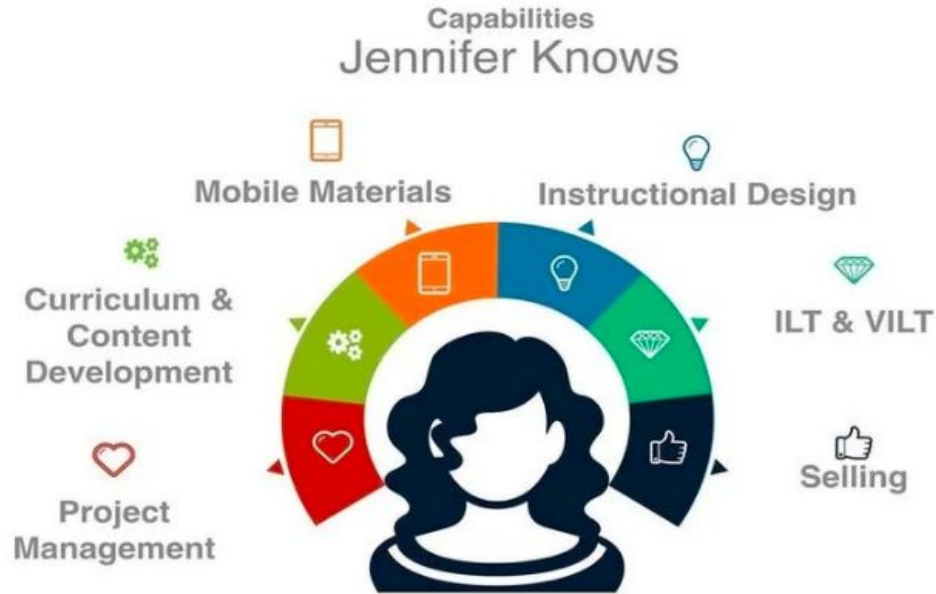 Capabilities
Jennifer Knows
Mobile Materials
Instructional Design
Curriculum &
Content
Development
ILT & VILT
Project
Management
Selling